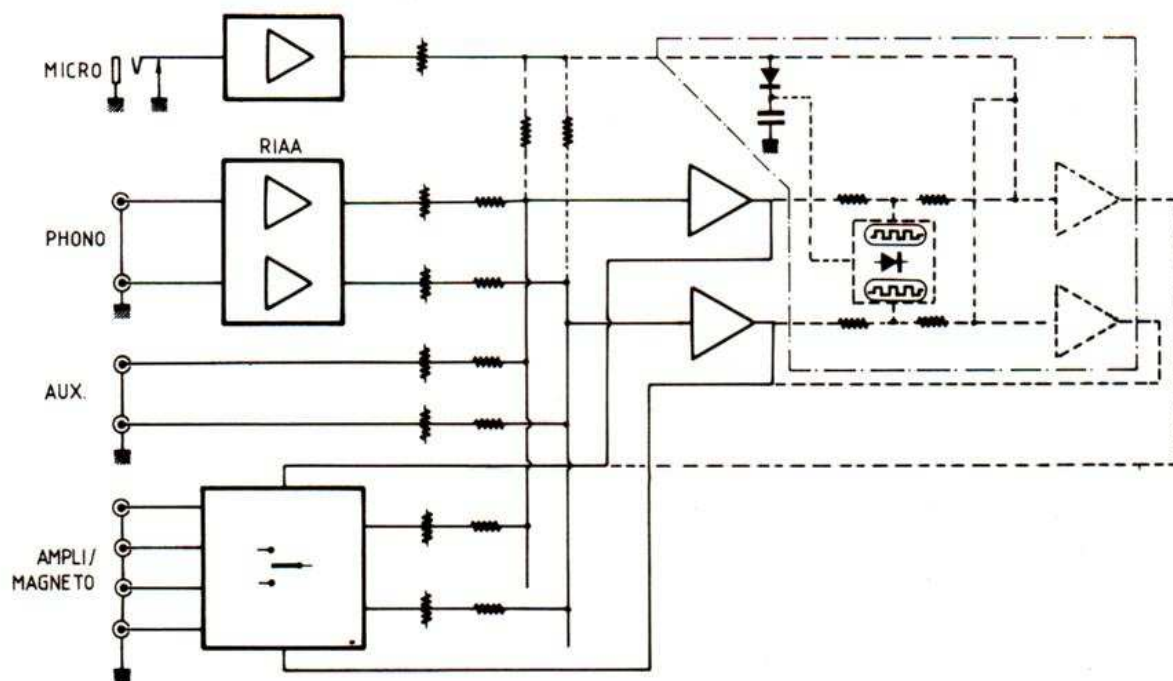 MICRO
RIAA
PHONO
AUX.
AMPLI/
MAGNETO